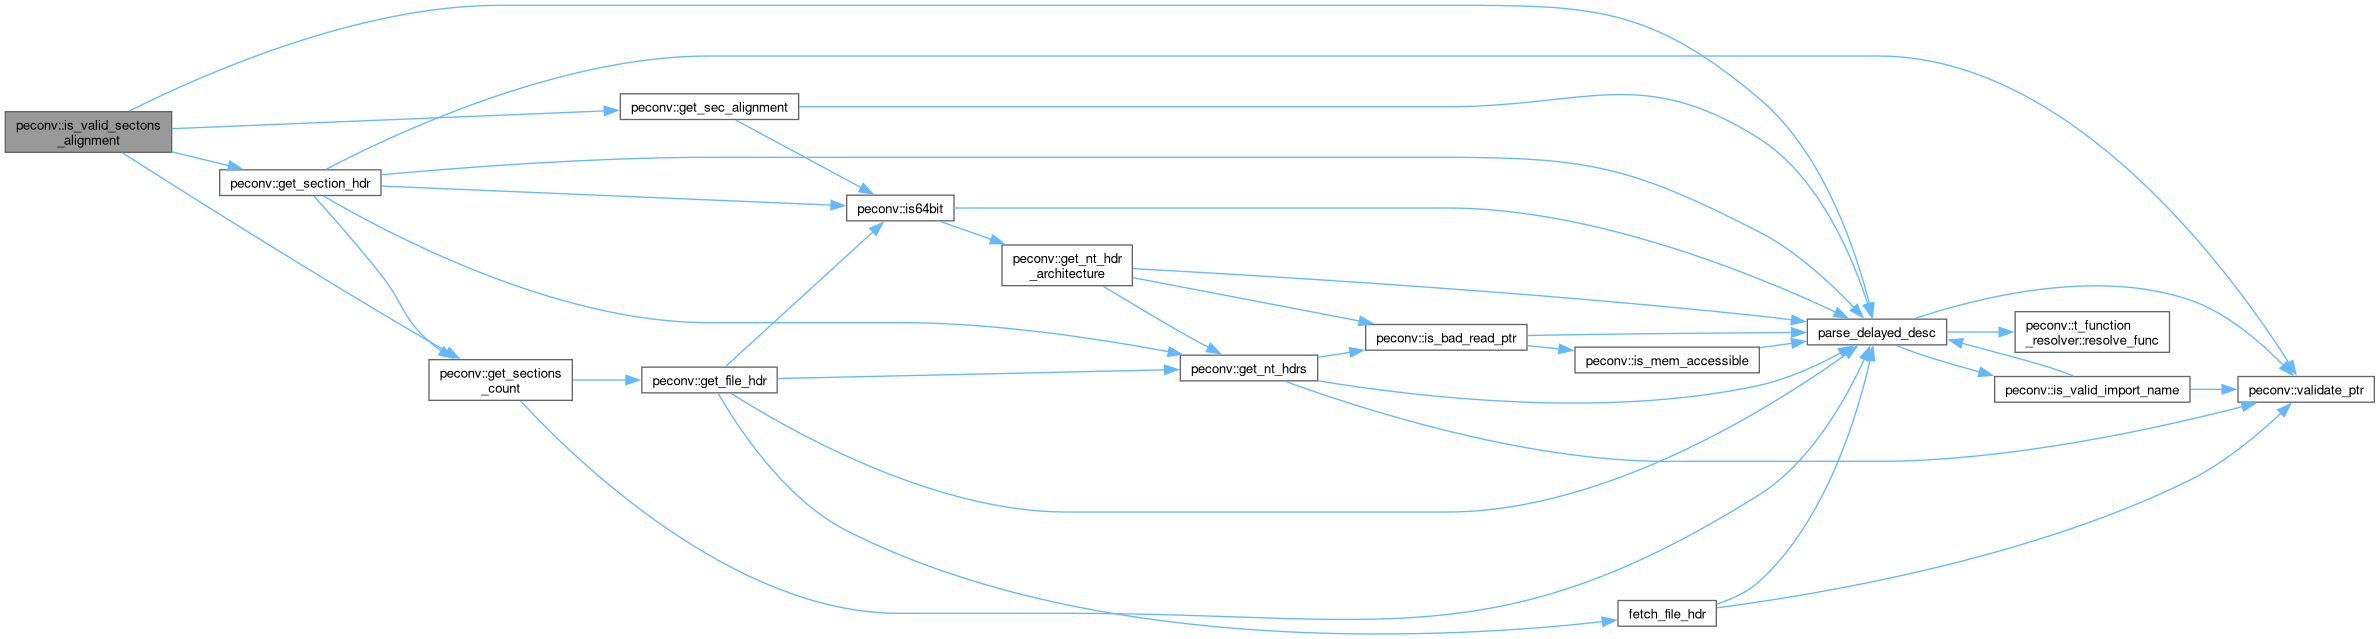 peconv::is_valid_sectons
_alignment
peconv::get_sec_alignment
peconv::get_section_hdr
peconv::is64bit
peconv::get_nt_hdr
_architecture
peconv::get_sections
_count
peconv::get_file_hdr
peconv::get_nt_hdrs
peconv::is_bad_read_ptr
peconv::is_mem_accessible
parse_delayed_desc
peconv::t_function
_resolver::resolve_func
peconv::is_valid_import_name
peconv::validate_ptr
fetch_file_hdr